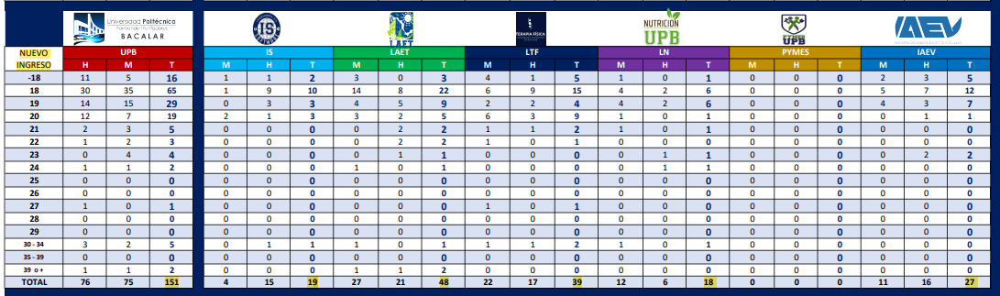 Universidad Politécnica
BACALAR
IS
LAET
TERAPIA FÍSICA
NUTRICION
UPB
PYMES
UPB
IAEV
NUEVO INGRESO UPB IS LAET LTF LN PYMES IAEV
H M T M H T M H T M H T M H T M H T M H T
-18 11 5 16 1 1 2 3 0 3 4 1 5 1 0 1 0 0 0 2 3 5
18 30 35 65 1 9 10 14 8 22 6 9 15 4 2 6 0 0 0 5 7 12
19 14 15 29 0 3 3 4 5 9 2 2 4 4 2 6 0 0 0 4 3 7
20 12 7 19 2 1 3 3 2 5 6 3 9 1 0 1 0 0 0 0 1 1
21 2 3 5 0 0 0 0 2 2 1 1 2 1 0 1 0 0 0 0 0 0
22 1 2 3 0 0 0 0 2 2 1 0 1 0 0 0 0 0 0 0 0 0
23 0 4 4 0 0 0 0 1 1 0 0 0 0 1 1 0 0 0 0 2 2
24 1 1 2 0 0 0 1 0 1 0 0 0 0 1 1 0 0 0 0 0 0
25 0 0 0 0 0 0 0 0 0 0 0 0 0 0 0 0 0 0 0 0 0
26 0 0 0 0 0 0 0 0 0 0 0 0 0 0 0 0 0 0 0 0 0
27 1 0 1 0 0 0 0 0 0 1 0 1 0 0 0 0 0 0 0 0 0
28 0 0 0 0 0 0 0 0 0 0 0 0 0 0 0 0 0 0 0 0 0
29 0 0 0 0 0 0 0 0 0 0 0 0 0 0 0 0 0 0 0 0 0
30 - 34 3 2 5 0 1 1 1 0 1 1 1 2 1 0 1 0 0 0 0 0 0
35 - 39 0 0 0 0 0 0 0 0 0 0 0 0 0 0 0 0 0 0 0 0 0
39 o + 1 1 2 0 0 0 1 1 2 0 0 0 0 0 0 0 0 0 0 0 0
TOTAL 76 75 151 4 15 19 27 21 48 22 17 39 12 6 18 0 0 0 11 16 27